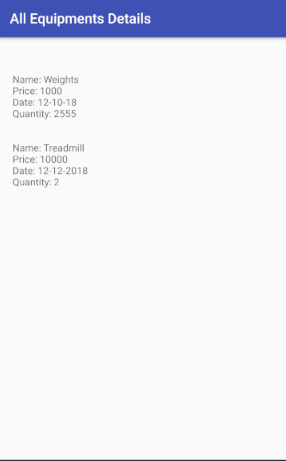 All Equipments Details
Name: Weights
Price: 1000
Date: 12-10-18
Quantity: 2555
Name: Treadmill
Price: 10000
Date: 12-12-2018
Quantity: 2